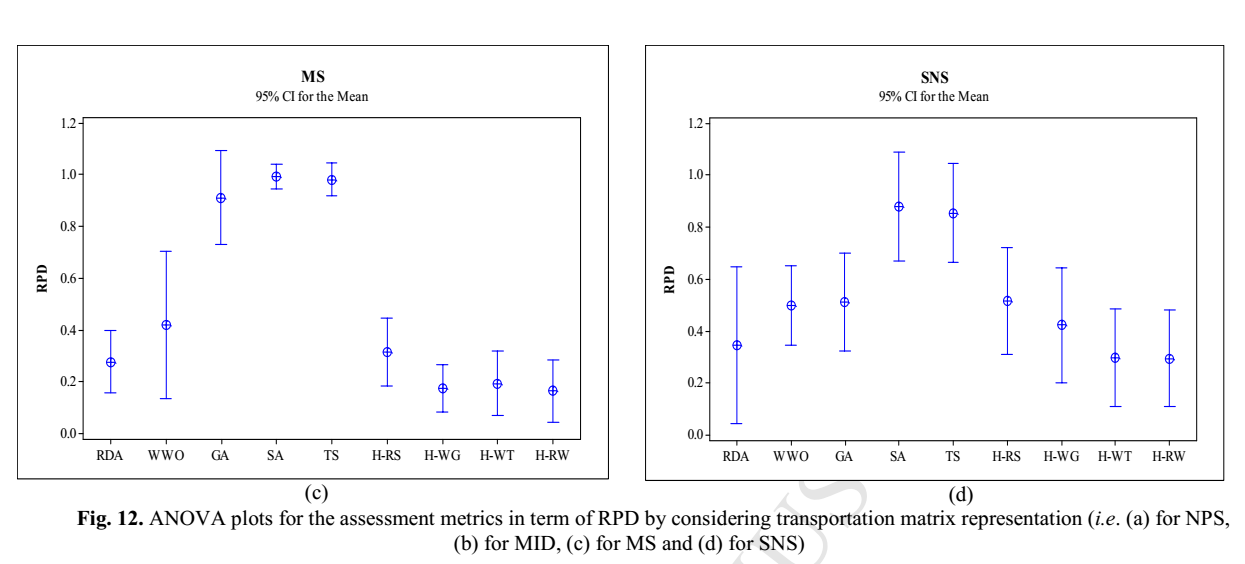 MS
95% CI for the Mean
1.2
1.0
0.8
0.6
0.4
0.2
0.0
RPD
RDA WWO GA SA TS H-RS H-WG H-WT H-RW
(c)
SNS
95% CI for the Mean
1.2
1.0
0.8
0.6
0.4
0.2
0.0
RPD
RDA WWO GA SA TS H-RS H-WG H-WT H-RW
(d)
Fig. 12. ANOVA plots for the assessment metrics in term of RPD by considering transportation matrix representation (i.e. (a) for NPS,
(b) for MID, (c) for MS and (d) for SNS)
US